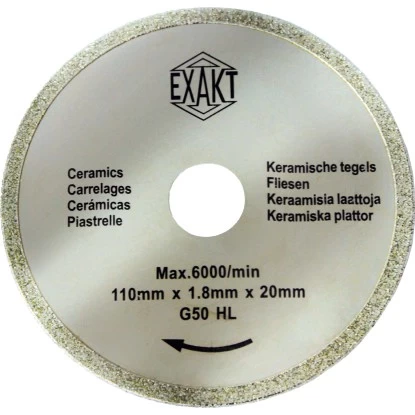 EXAKT
Ceramics
Carrelages
Cerámicas
Piastrelle
Keramische tegels
Fliesen
Keraamisia laattoja
Keramiska plattor
Max.6000/min
110mm x 1.8mm x 20mm
G50 HL